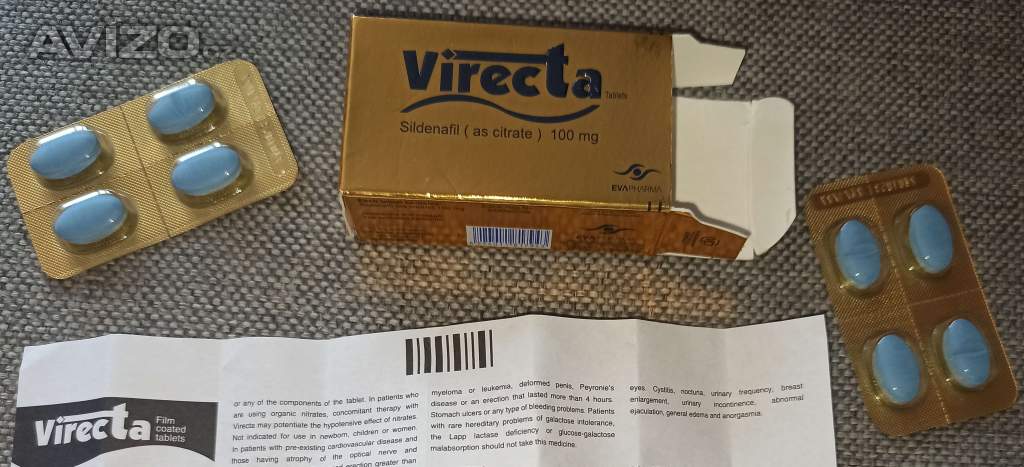 AVIZO
Virecta
Tablets
Sildenafil ( as citrate ) 100 mg
EVAPHARMA
Virecta
Film
coated
tablets
or any of the components of the tablet. In patients who
are using organic nitrates, concomitant therapy with
Virecta may potentiate the hypotensive effect of nitrates.
Not indicated for use in newborn, children or women.
In patients with pre-existing cardiovascular disease and
those having atrophy of the optical nerve and
erection greater than
myeloma or leukemia, deformed penis, Peyronie's
disease or an erection that lasted more than 4 hours.
Stomach ulcers or any type of bleeding problems. Patients
with rare hereditary problems of galactose intolerance,
the Lapp lactase deficiency or glucose-galactose
malabsorption should not take this medicine.
eyes. Cystitis, nocturia, urinary frequency, breast
enlargement, urinary incontinence, abnormal
ejaculation, general edema and anorgasmia.